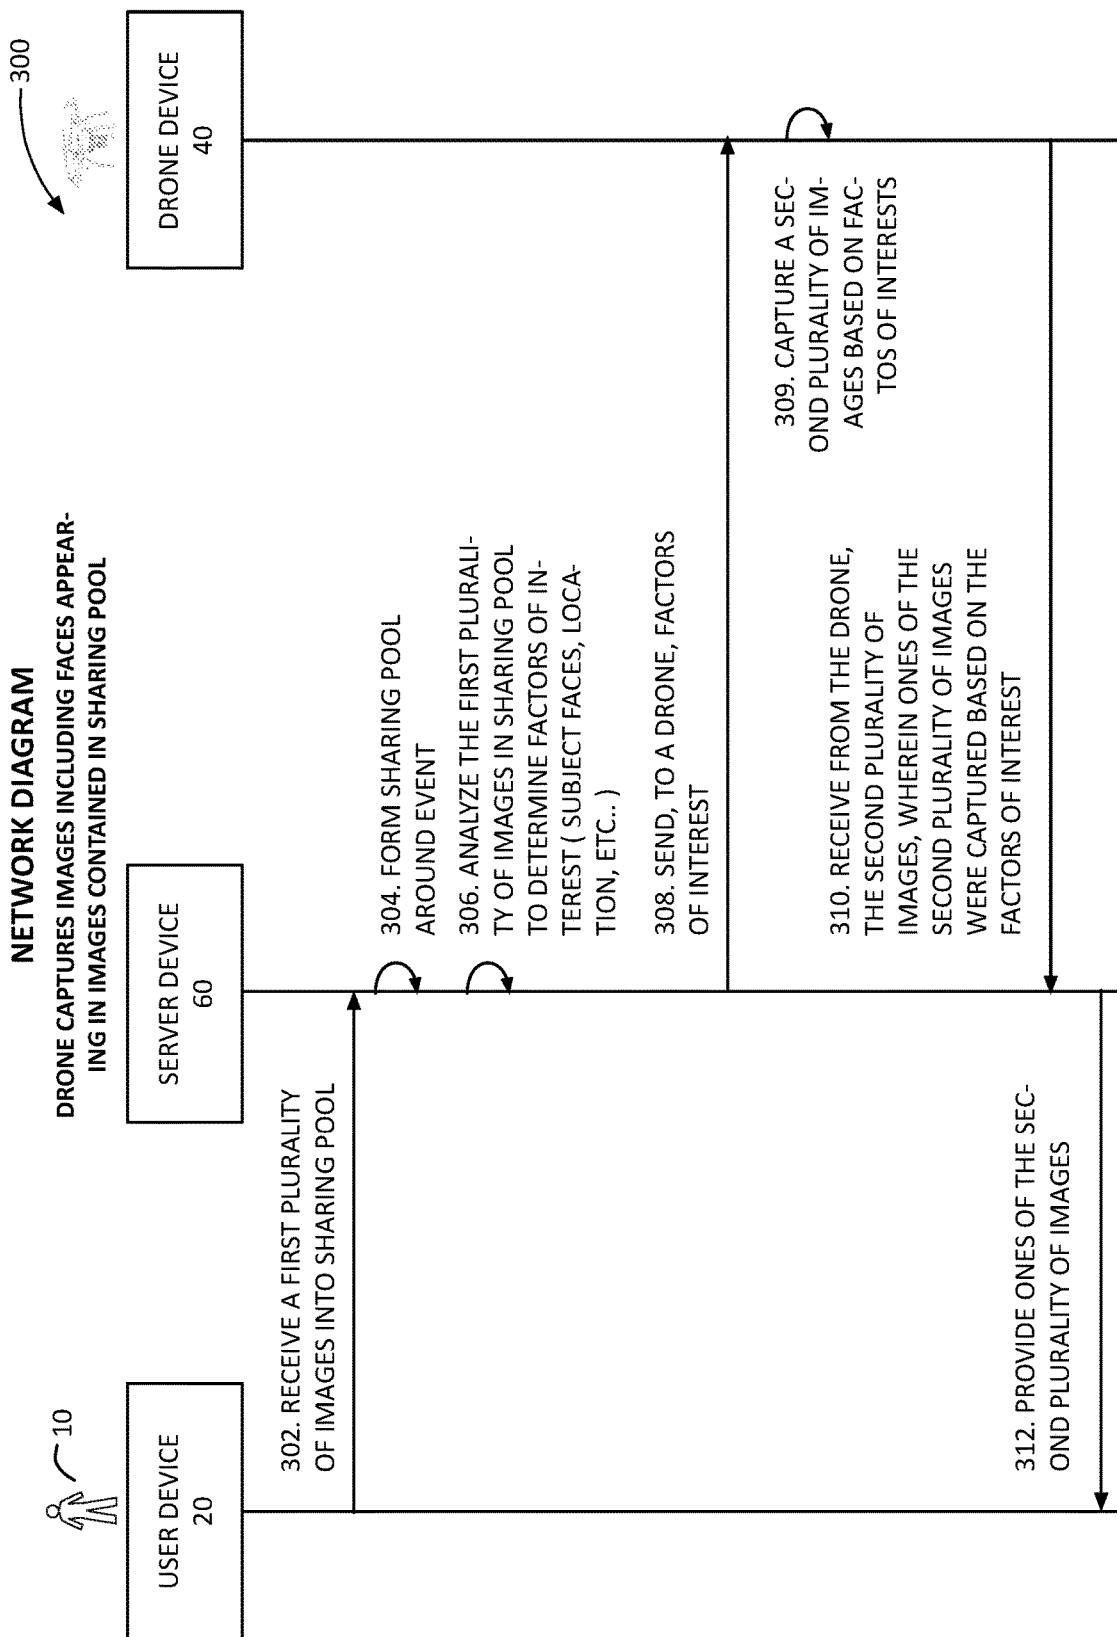 NETWORK DIAGRAM
DRONE CAPTURES IMAGES INCLUDING FACES APPEAR-
ING IN IMAGES CONTAINED IN SHARING POOL
300
10
USER DEVICE
20
SERVER DEVICE
60
DRONE DEVICE
40
302. RECEIVE A FIRST PLURALITY
OF IMAGES INTO SHARING POOL
304. FORM SHARING POOL
AROUND EVENT
306. ANALYZE THE FIRST PLURALI-
TY OF IMAGES IN SHARING POOL
TO DETERMINE FACTORS OF IN-
TEREST ( SUBJECT FACES, LOCA-
TION, ETC.. )
308. SEND, TO A DRONE, FACTORS
OF INTEREST
309. CAPTURE A SEC-
OND PLURALITY OF IM-
AGES BASED ON FAC-
TOS OF INTERESTS
310. RECEIVE FROM THE DRONE,
THE SECOND PLURALITY OF
IMAGES, WHEREIN ONES OF THE
SECOND PLURALITY OF IMAGES
WERE CAPTURED BASED ON THE
FACTORS OF INTEREST
312. PROVIDE ONES OF THE SEC-
OND PLURALITY OF IMAGES